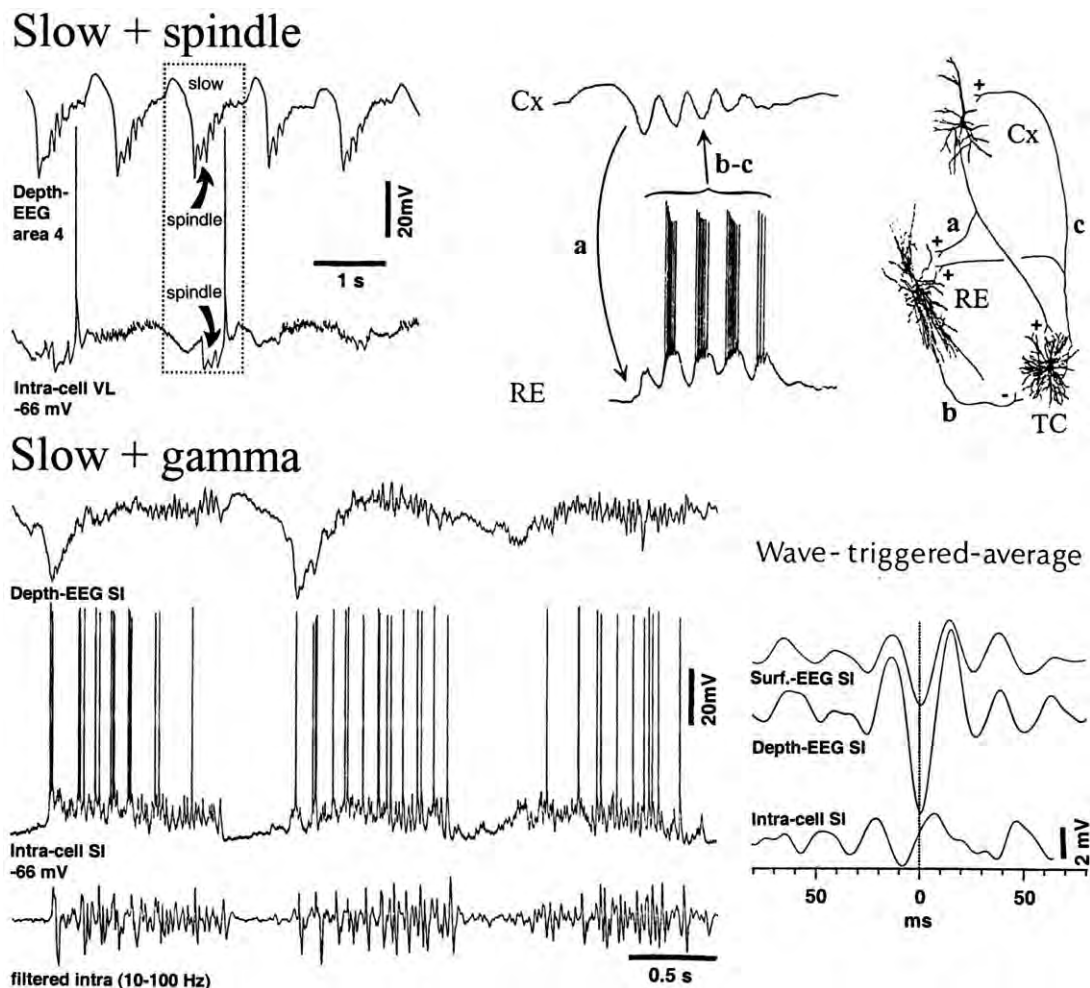 Slow + spindle
slow
Depth-
EEG
area 4
spindle
20mV
1 s
spindle
Intra-cell VL
-66 mV
Cx
b-c
a
RE
+
Cx
a
c
+
+
RE
+
b
-
TC
Slow + gamma
Depth-EEG SI
20mV
Intra-cell SI
-66 mV
filtered intra (10-100 Hz)
0.5 s
Wave-triggered-average
Surf.-EEG SI
Depth-EEG SI
Intra-cell SI
2 mV
50 0 50
ms